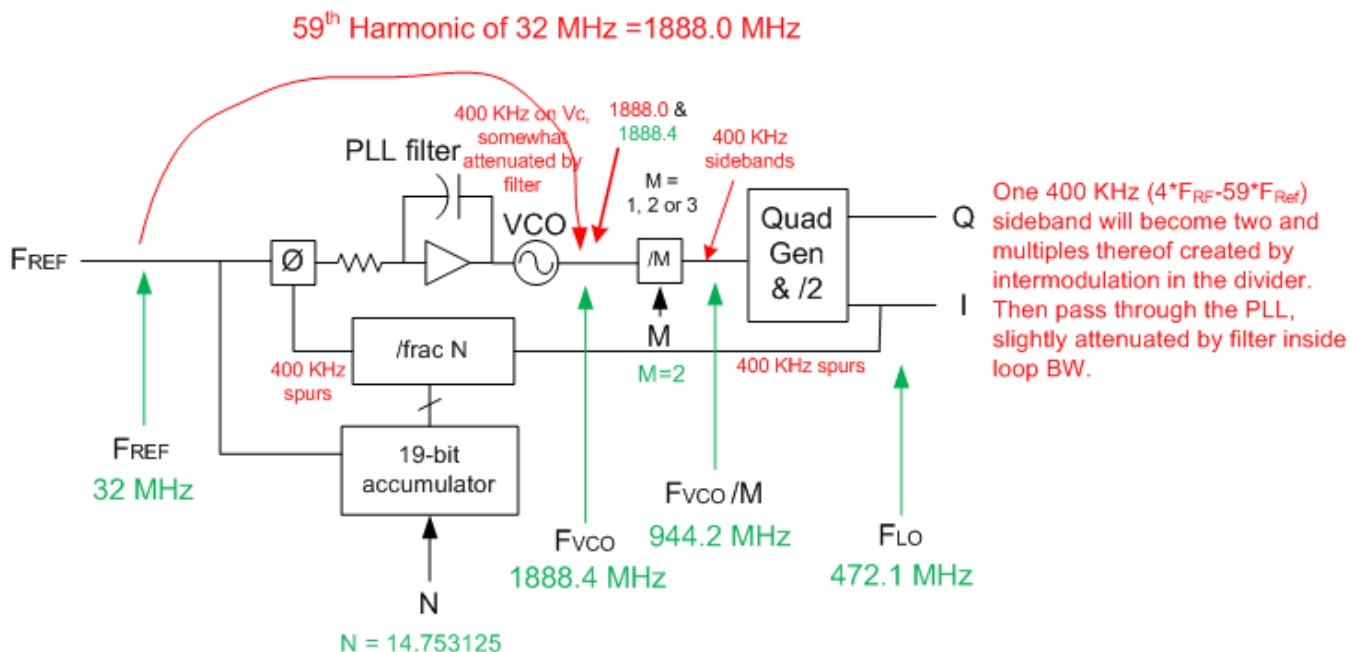 59th Harmonic of 32 MHz =1888.0 MHz
400 KHz on Vc,
somewhat
attenuated by
filter
1888.0 &
1888.4
400 KHz
sidebands
PLL filter
M =
1, 2 or 3
VCO
FREF
Ø
/M
Quad
Gen
& /2
Q
I
One 400 KHz (4*FRF-59*FRef)
sideband will become two and
multiples thereof created by
intermodulation in the divider.
Then pass through the PLL,
slightly attenuated by filter inside
loop BW.
/frac N
400 KHz
spurs
M
M=2
400 KHz spurs
19-bit
accumulator
FREF
32 MHz
FVCO
1888.4 MHz
FVCO /M
944.2 MHz
FLO
472.1 MHz
N
N = 14.753125